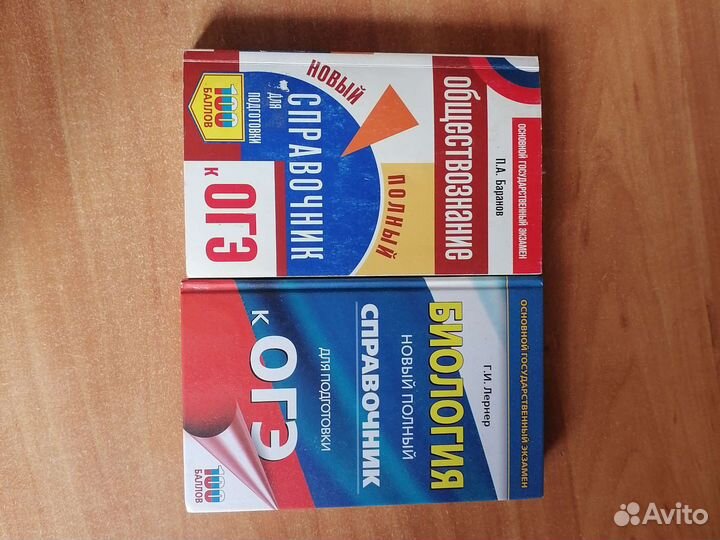 ОСНОВНОЙ ГОСУДАРСТВЕННЫЙ ЭКЗАМЕН
П.А. Баранов
ОБЩЕСТВОЗНАНИЕ
НОВЫЙ
ПОЛНЫЙ
СПРАВОЧНИК
ДЛЯ
ПОДГОТОВКИ
к ОГЭ
100
БАЛЛОВ
ОСНОВНОЙ ГОСУДАРСТВЕННЫЙ ЭКЗАМЕН
Г.И. Лернер
БИОЛОГИЯ
НОВЫЙ ПОЛНЫЙ
СПРАВОЧНИК
ДЛЯ ПОДГОТОВКИ
К ОГЭ
100
БАЛЛОВ
Avito